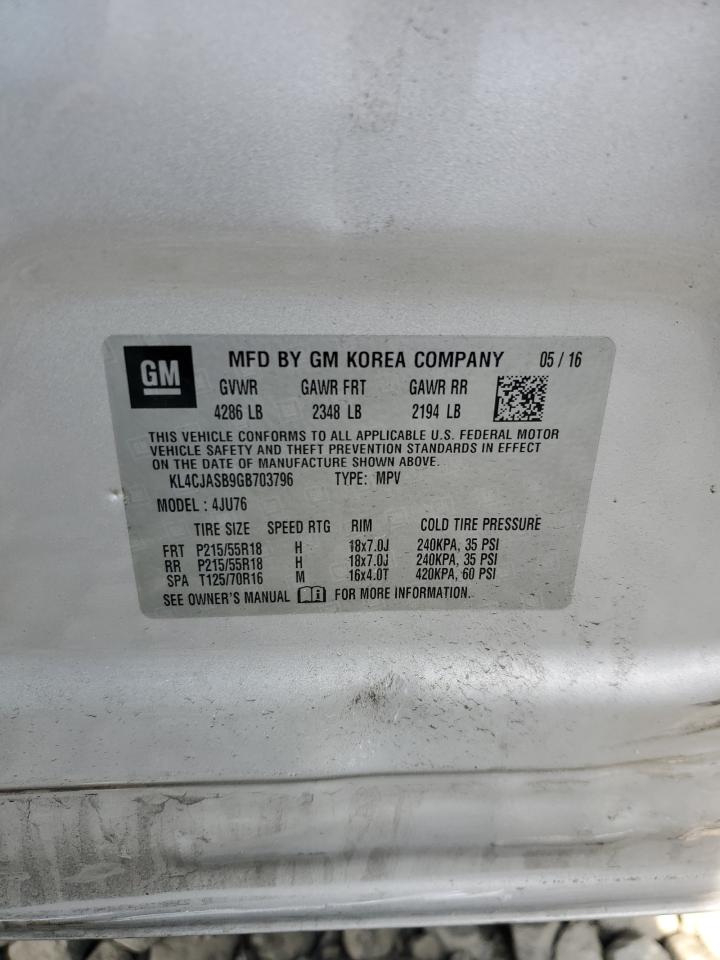 GM MFD BY GM KOREA COMPANY 05 / 16
GVWR GAWR FRT GAWR RR
4286 LB 2348 LB 2194 LB
THIS VEHICLE CONFORMS TO ALL APPLICABLE U.S. FEDERAL MOTOR
VEHICLE SAFETY AND THEFT PREVENTION STANDARDS IN EFFECT
ON THE DATE OF MANUFACTURE SHOWN ABOVE.
KL4CJASB9GB703796 TYPE: MPV
MODEL : 4JU76
TIRE SIZE SPEED RTG RIM COLD TIRE PRESSURE
FRT P215/55R18 H 18x7.0J 240KPA, 35 PSI
RR P215/55R18 H 18x7.0J 240KPA, 35 PSI
SPA T125/70R16 M 16x4.0T 420KPA, 60 PSI
SEE OWNER'S MANUAL FOR MORE INFORMATION.